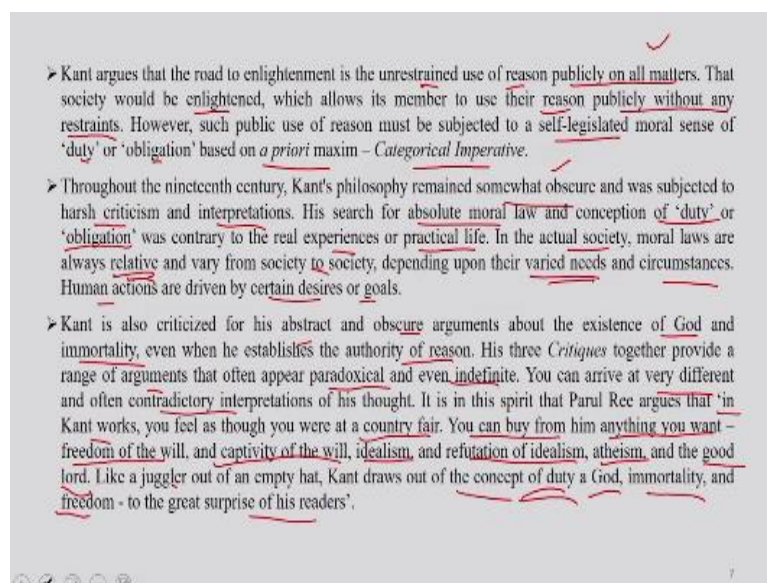 ➢ Kant argues that the road to enlightenment is the unrestrained use of reason publicly on all matters. That
society would be enlightened, which allows its member to use their reason publicly without any
restraints. However, such public use of reason must be subjected to a self-legislated moral sense of
‘duty’ or ‘obligation’ based on a priori maxim – Categorical Imperative.
➢ Throughout the nineteenth century, Kant's philosophy remained somewhat obscure and was subjected to
harsh criticism and interpretations. His search for absolute moral law and conception of ‘duty’ or
‘obligation’ was contrary to the real experiences or practical life. In the actual society, moral laws are
always relative and vary from society to society, depending upon their varied needs and circumstances.
Human actions are driven by certain desires or goals.
➢ Kant is also criticized for his abstract and obscure arguments about the existence of God and
immortality, even when he establishes the authority of reason. His three Critiques together provide a
range of arguments that often appear paradoxical and even indefinite. You can arrive at very different
and often contradictory interpretations of his thought. It is in this spirit that Parul Ree argues that ‘in
Kant works, you feel as though you were at a country fair. You can buy from him anything you want –
freedom of the will, and captivity of the will, idealism, and refutation of idealism, atheism, and the good
lord. Like a juggler out of an empty hat, Kant draws out of the concept of duty a God, immortality, and
freedom - to the great surprise of his readers’.
7